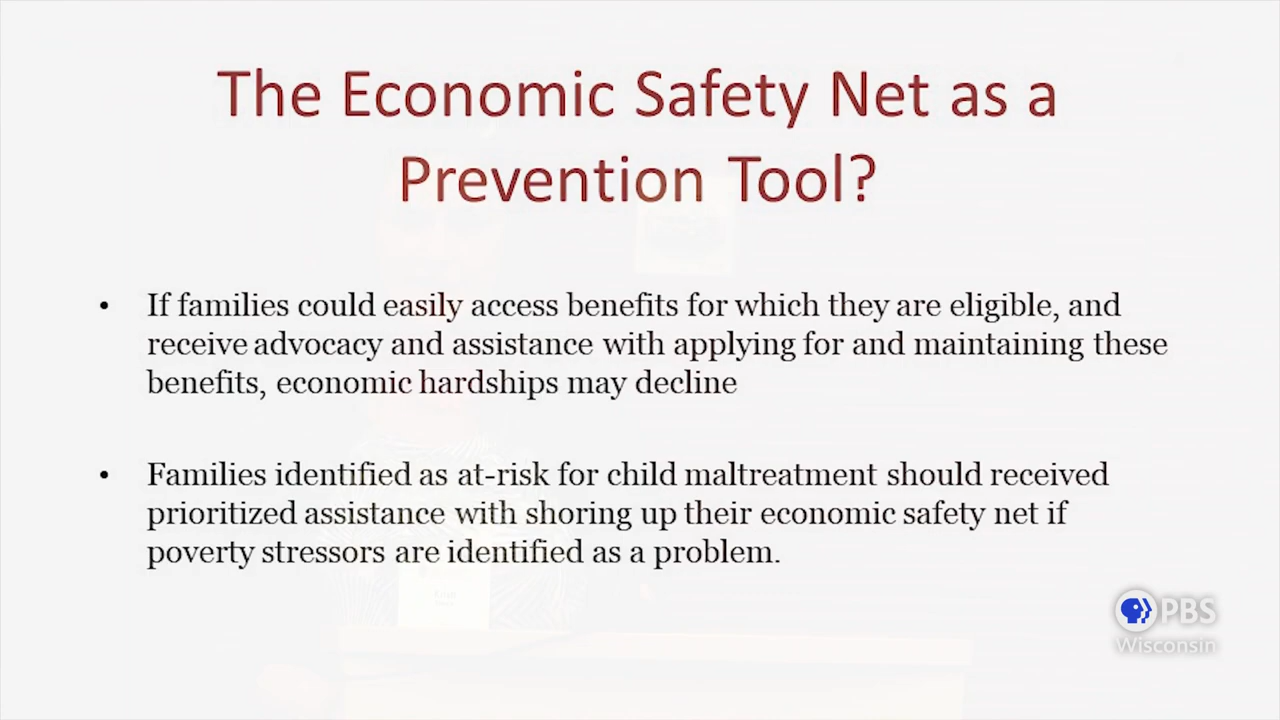 The Economic Safety Net as a
Prevention Tool?
• If families could easily access benefits for which they are eligible, and
receive advocacy and assistance with applying for and maintaining these
benefits, economic hardships may decline
• Families identified as at-risk for child maltreatment should received
prioritized assistance with shoring up their economic safety net if
poverty stressors are identified as a problem.
PBS
Wisconsin